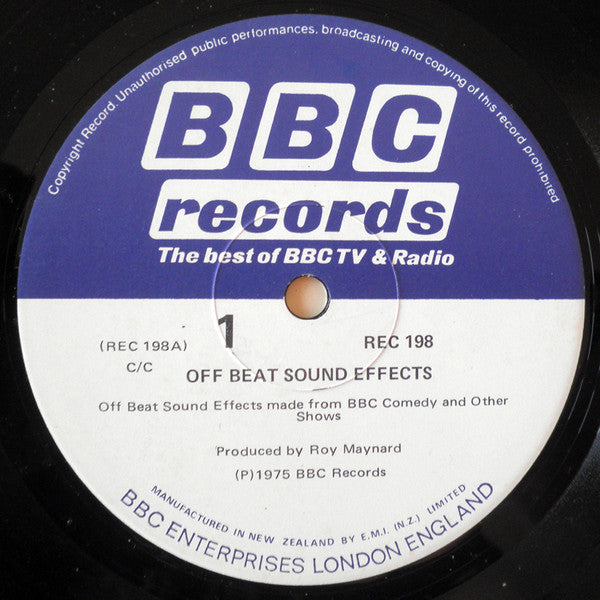 Copyright Record. Unauthorised public performances, broadcasting and copying of this record prohibited
BBC
records
The best of BBC TV & Radio
(REC 198A) 1 REC 198
C/C
OFF BEAT SOUND EFFECTS
Off Beat Sound Effects made from BBC Comedy and Other
Shows
Produced by Roy Maynard
(P)1975 BBC Records
MANUFACTURED IN NEW ZEALAND BY E.M.I. (N.Z.) LIMITED
BBC ENTERPRISES LONDON ENGLAND